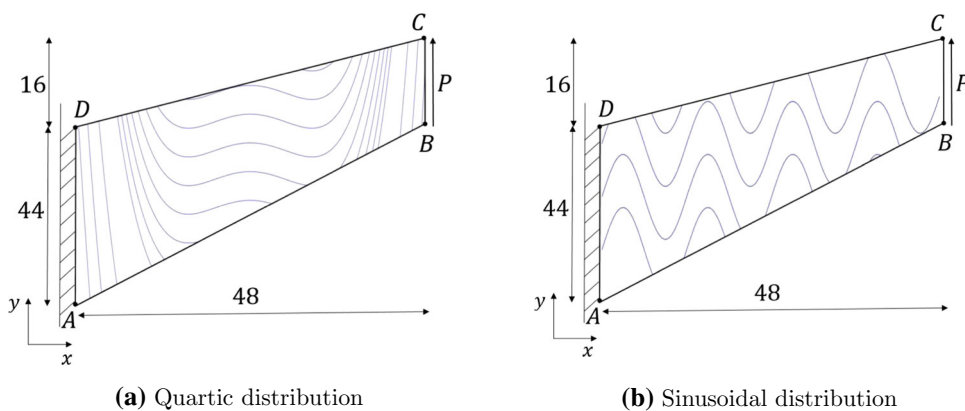 C
16
P
D
B
44
48
y
A
x
(a) Quartic distribution
C
16
P
D
B
44
48
y
A
x
(b) Sinusoidal distribution